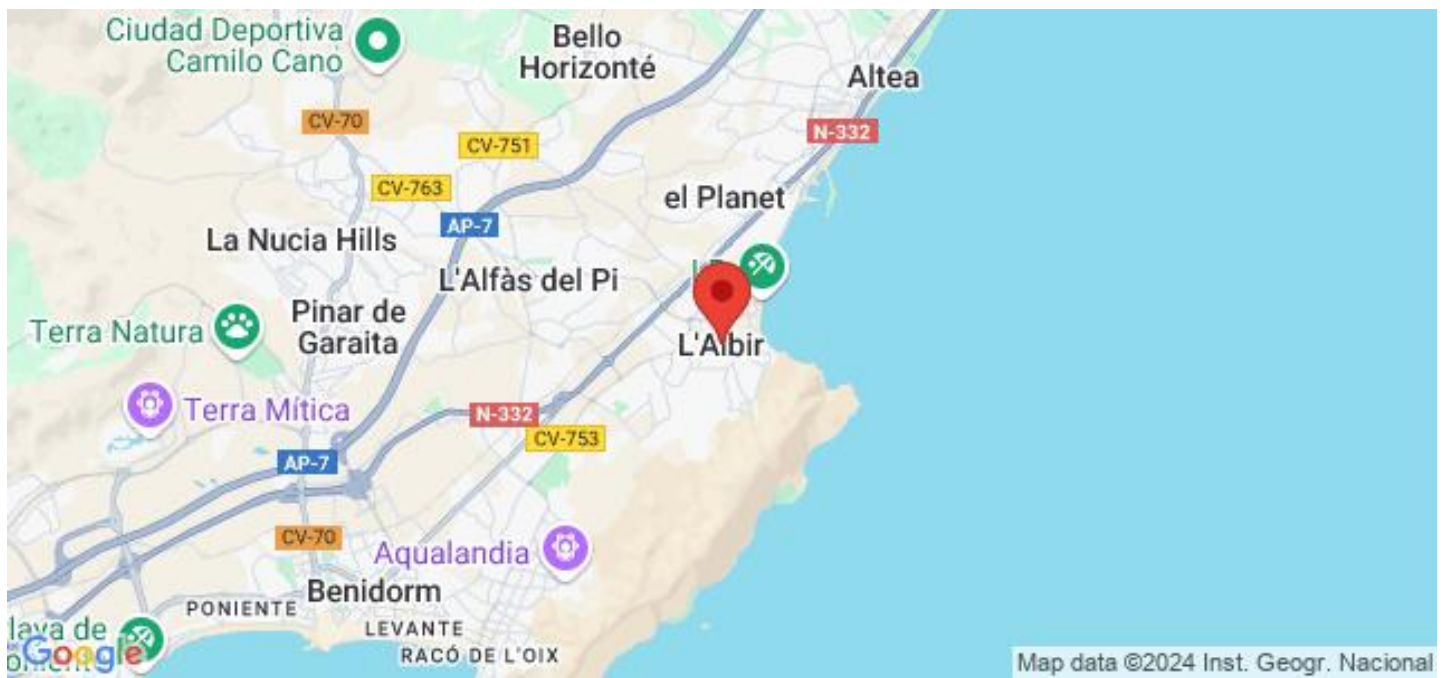 Ciudad Deportiva
Camilo Cano
Bello
Horizonté
Altea
CV-70
N-332
CV-751
CV-763
el Planet
AP-7
La Nucia Hills
L'Alfàs del Pi
Pinar de
Garaita
Terra Natura
L'Albir
Terra Mítica
N-332
CV-753
AP-7
CV-70
Aqualandia
Benidorm
PONIENTE
LEVANTE
RACÓ DE L'OIX
laya de
Google
Map data ©2024 Inst. Geogr. Nacional